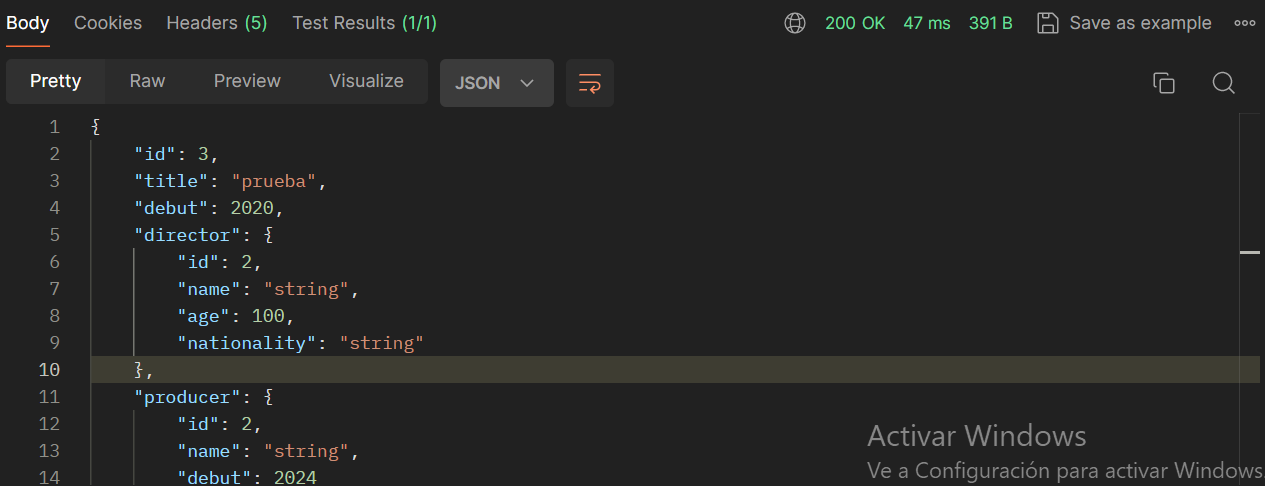 Body Cookies Headers (5) Test Results (1/1) 200 OK 47 ms 391 B Save as example
Pretty Raw Preview Visualize JSON
1 {
2 "id": 3,
3 "title": "prueba",
4 "debut": 2020,
5 "director": {
6 "id": 2,
7 "name": "string",
8 "age": 100,
9 "nationality": "string"
10 },
11 "producer": {
12 "id": 2,
13 "name": "string",
14 "debut": 2024
Activar Windows
Ve a Configuración para activar Windows